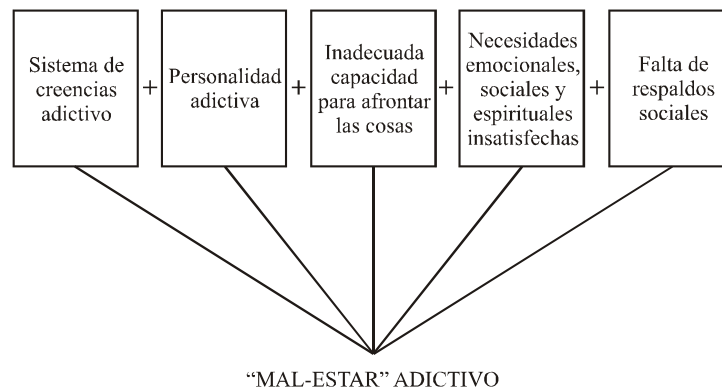 Sistema de
creencias
adictivo
+
Personalidad
adictiva
+
Inadecuada
capacidad
para afrontar
las cosas
+
Necesidades
emocionales,
sociales y
espirituales
insatisfechas
+
Falta de
respaldos
sociales
“MAL-ESTAR” ADICTIVO